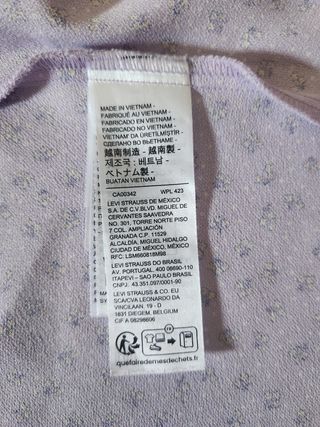 MADE IN VIETNAM -
FABRIQUÉ AU VIETNAM -
FABRICADO EN VIETNAM -
FABRICADO NO VIETNAM -
VIETNAM'DA ÜRETİLMİŞTİR -
СДЕЛАНО ВО ВЬЕТНАМЕ -
越南制造 - 越南製 -
제조국 : 베트남 -
ベトナム製 -
BUATAN VIETNAM
CA00342 WPL 423
LEVI STRAUSS DE MÉXICO
S.A. DE C.V.BLVD. MIGUEL DE
CERVANTES SAAVEDRA
NO. 301, TORRE NORTE PISO
7 COL. AMPLIACIÓN
GRANADA C.P. 11529
ALCALDÍA, MIGUEL HIDALGO
CIUDAD DE MÉXICO, MÉXICO
RFC: LSM660818M98
LEVI STRAUSS DO BRASIL
AV. PORTUGAL, 400 06690-110
ITAPEVI – SAO PAULO BRASIL
CNPJ: 43.351.097/0001-90
LEVI STRAUSS & CO. EU
SCA/CVA LEONARDO DA
VINCILAAN 19 - D
1831 DIEGEM, BELGIUM
CIF A 08298606
FR
quefairedemesdechets.fr